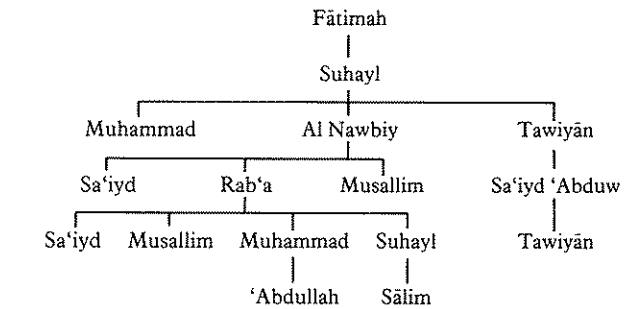 Fātimah
Suhayl
Muhammad Al Nawbiy Tawiyān
Sa‘iyd Rab‘a Musallim Sa‘iyd ‘Abduw
Sa‘iyd Musallim Muhammad Suhayl Tawiyān
‘Abdullah Sālim